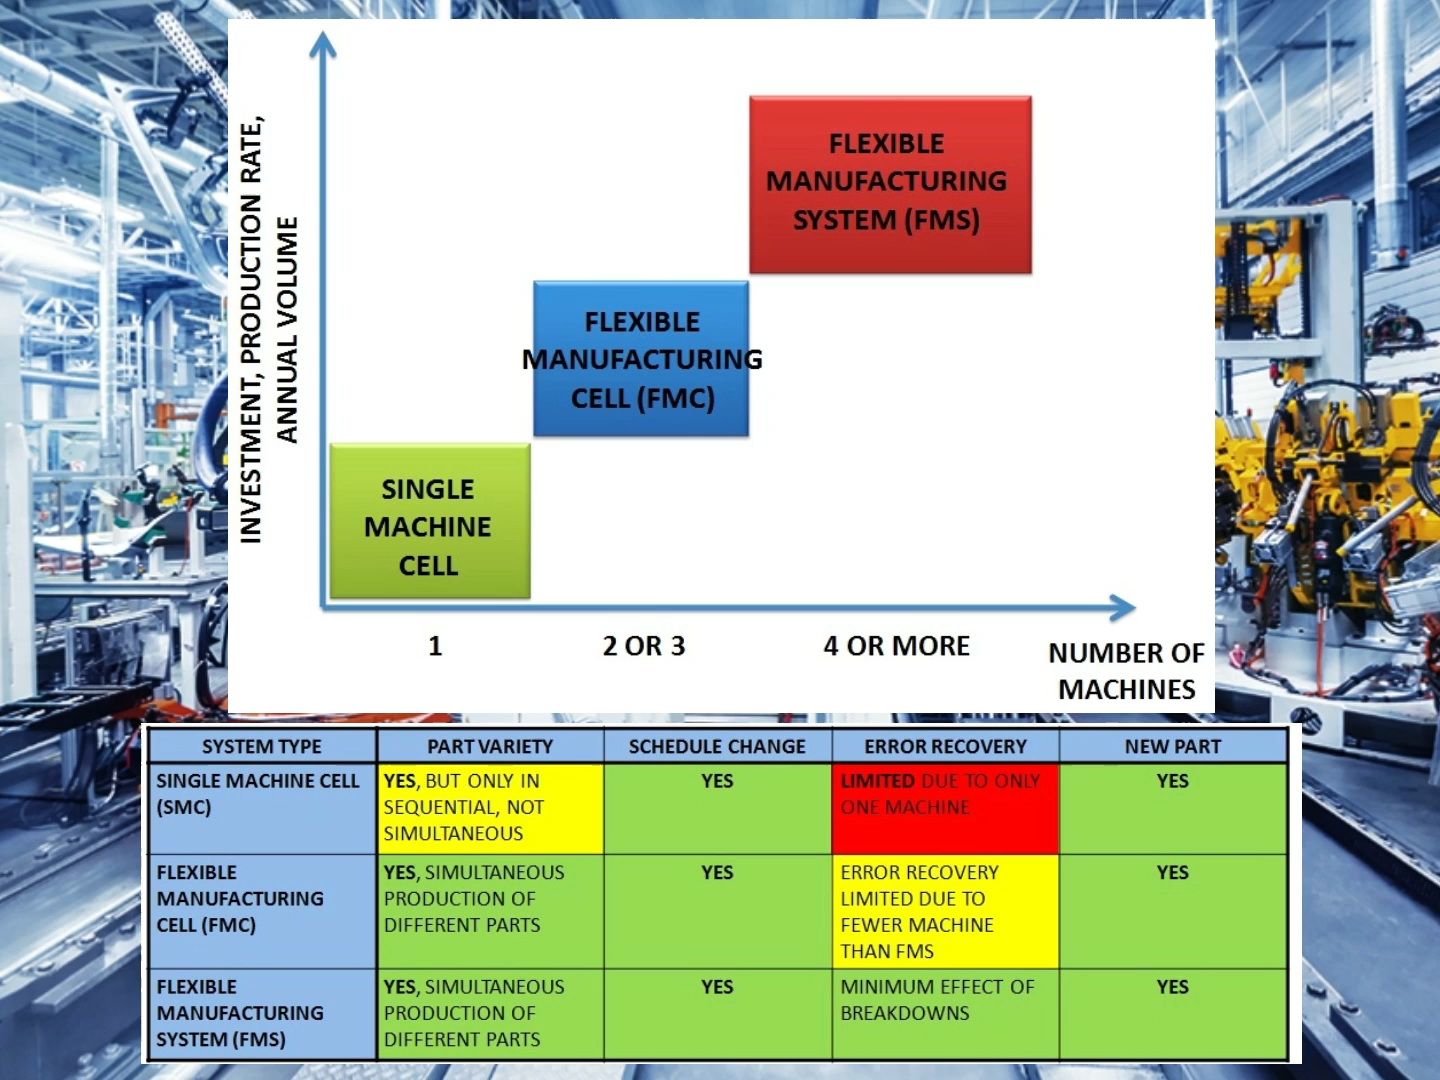 INVESTMENT, PRODUCTION RATE,
ANNUAL VOLUME
FLEXIBLE
MANUFACTURING
SYSTEM (FMS)
FLEXIBLE
MANUFACTURING
CELL (FMC)
SINGLE
MACHINE
CELL
1
2 OR 3
4 OR MORE
NUMBER OF
MACHINES
SYSTEM TYPE
PART VARIETY
SCHEDULE CHANGE
ERROR RECOVERY
NEW PART
SINGLE MACHINE CELL
(SMC)
YES, BUT ONLY IN
SEQUENTIAL, NOT
SIMULTANEOUS
YES
LIMITED DUE TO ONLY
ONE MACHINE
YES
FLEXIBLE
MANUFACTURING
CELL (FMC)
YES, SIMULTANEOUS
PRODUCTION OF
DIFFERENT PARTS
YES
ERROR RECOVERY
LIMITED DUE TO
FEWER MACHINE
THAN FMS
YES
FLEXIBLE
MANUFACTURING
SYSTEM (FMS)
YES, SIMULTANEOUS
PRODUCTION OF
DIFFERENT PARTS
YES
MINIMUM EFFECT OF
BREAKDOWNS
YES